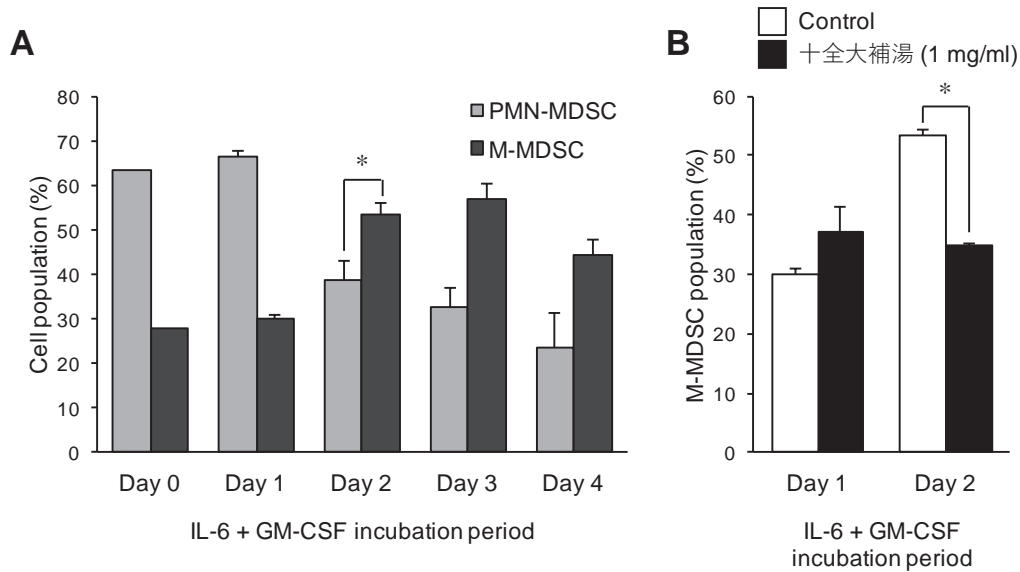 A
Cell population (%)
80
70
60
50
40
30
20
10
0
PMN-MDSC
M-MDSC
*
Day 0 Day 1 Day 2 Day 3 Day 4
IL-6 + GM-CSF incubation period
B
Control
十全大補湯 (1 mg/ml)
M-MDSC population (%)
60
50
40
30
20
10
0
*
Day 1 Day 2
IL-6 + GM-CSF
incubation period